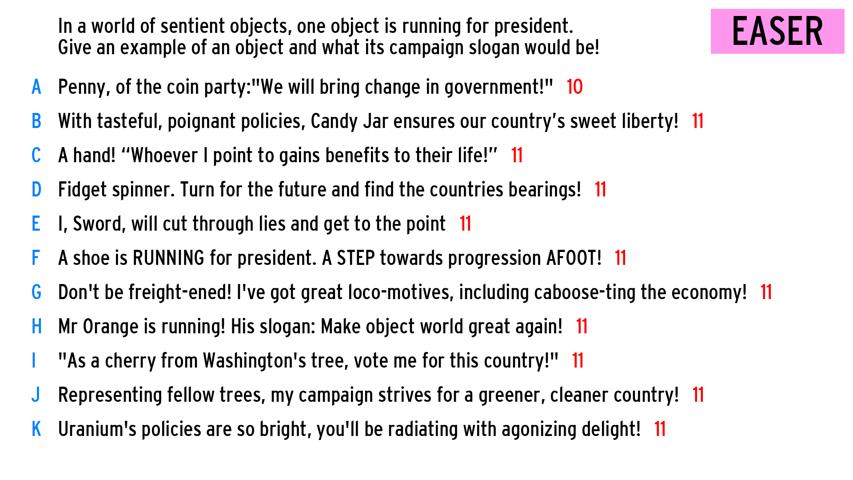 In a world of sentient objects, one object is running for president.
Give an example of an object and what its campaign slogan would be!
EASER
A Penny, of the coin party:"We will bring change in government!" 10
B With tasteful, poignant policies, Candy Jar ensures our country’s sweet liberty! 11
C A hand! “Whoever I point to gains benefits to their life!” 11
D Fidget spinner. Turn for the future and find the countries bearings! 11
E I, Sword, will cut through lies and get to the point 11
F A shoe is RUNNING for president. A STEP towards progression AFOOT! 11
G Don't be freight-ened! I've got great loco-motives, including caboose-ting the economy! 11
H Mr Orange is running! His slogan: Make object world great again! 11
I "As a cherry from Washington's tree, vote me for this country!" 11
J Representing fellow trees, my campaign strives for a greener, cleaner country! 11
K Uranium's policies are so bright, you'll be radiating with agonizing delight! 11